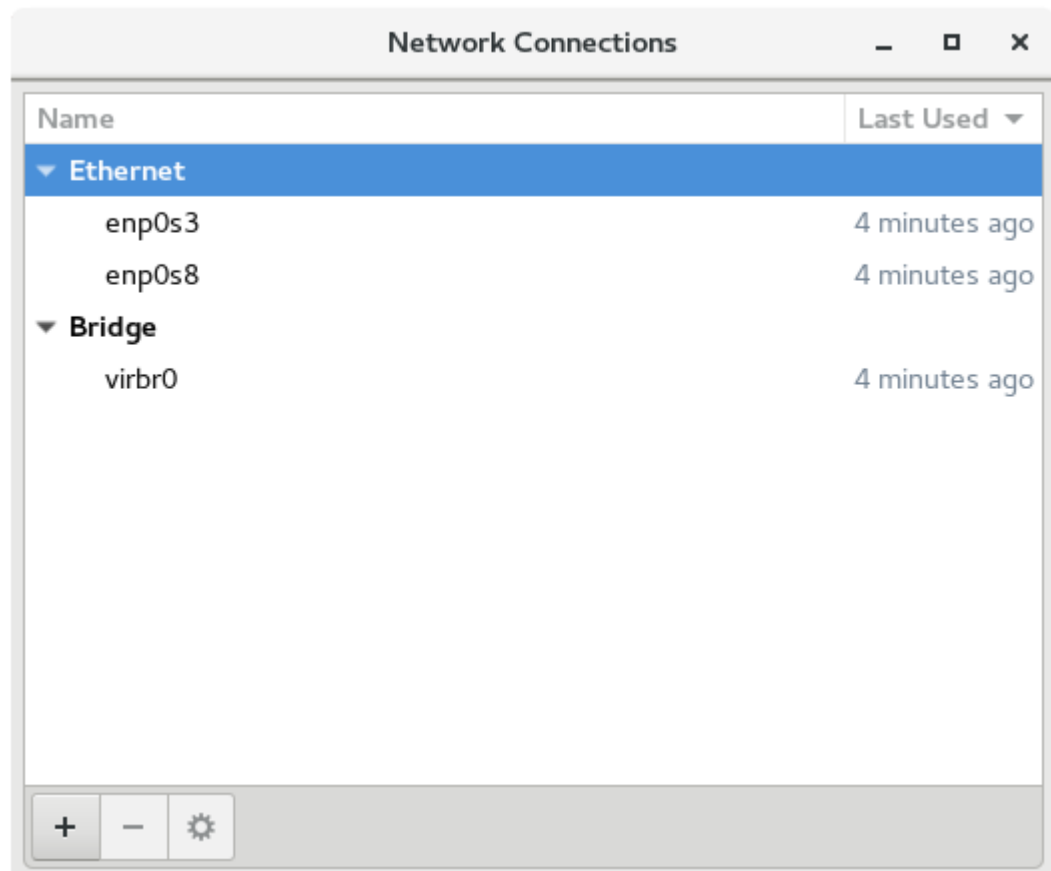 Network Connections
Name Last Used
Ethernet
enp0s3 4 minutes ago
enp0s8 4 minutes ago
Bridge
virbr0 4 minutes ago